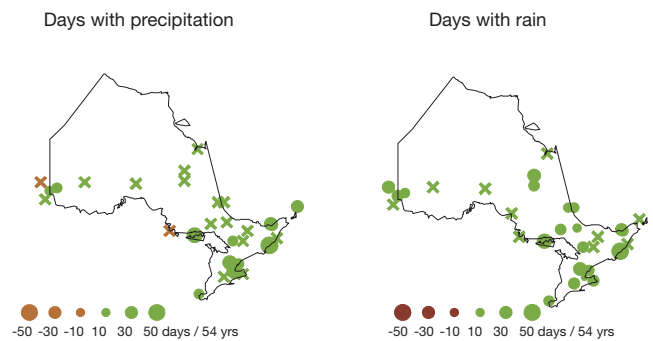 Days with precipitation
Days with rain
-50 -30 -10 10 30 50 days / 54 yrs
-50 -30 -10 10 30 50 days / 54 yrs